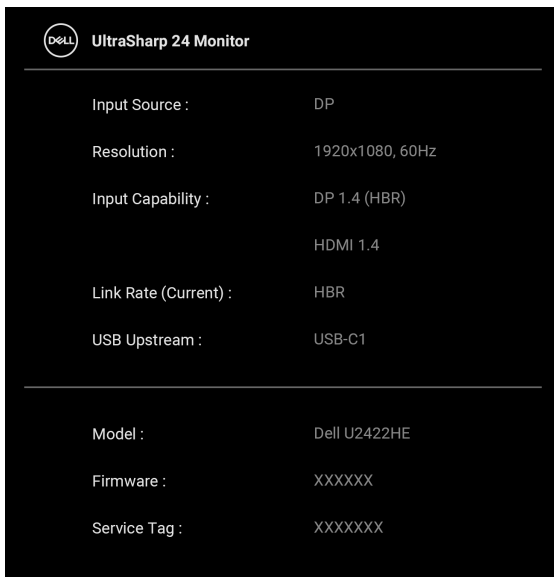 DELL UltraSharp 24 Monitor
Input Source : DP
Resolution : 1920x1080, 60Hz
Input Capability : DP 1.4 (HBR)
HDMI 1.4
Link Rate (Current) : HBR
USB Upstream : USB-C1
Model : Dell U2422HE
Firmware : XXXXXX
Service Tag : XXXXXXX